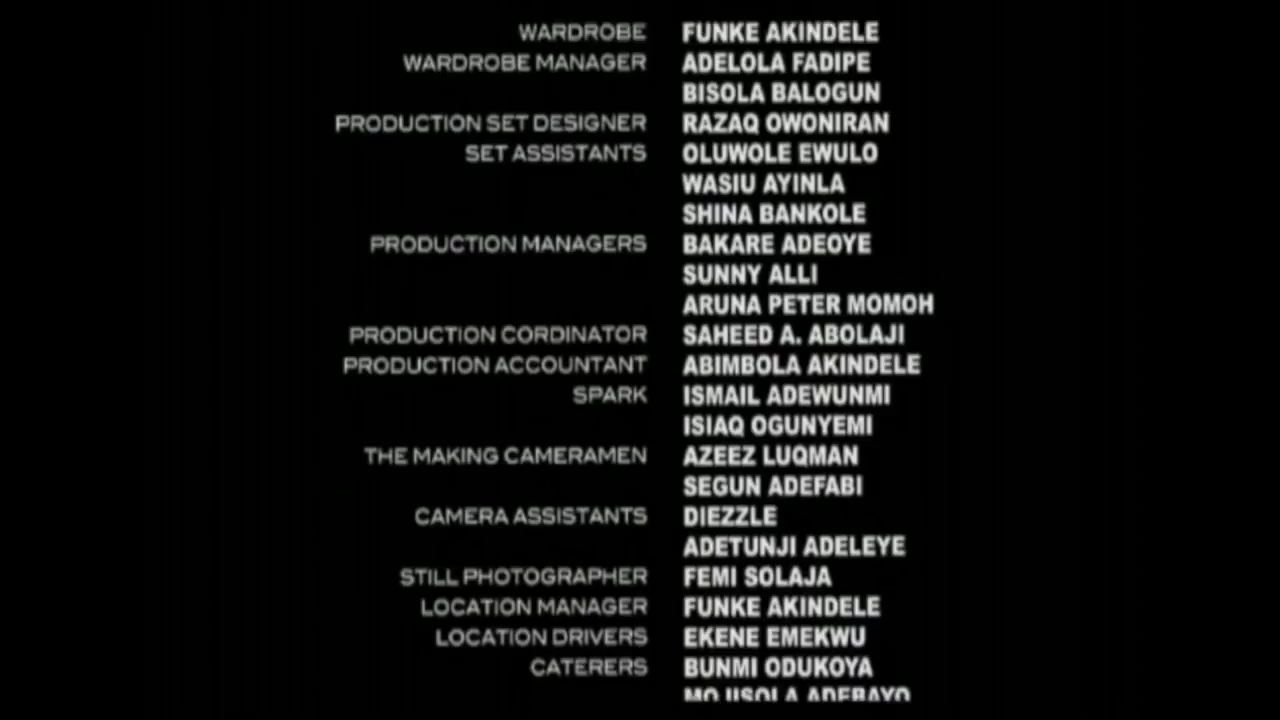 WARDROBE FUNKE AKINDELE
WARDROBE MANAGER ADELOLA FADIPE
BISOLA BALOGUN
PRODUCTION SET DESIGNER RAZAQ OWONIRAN
SET ASSISTANTS OLUWOLE EWULO
WASIU AYINLA
SHINA BANKOLE
PRODUCTION MANAGERS BAKARE ADEOYE
SUNNY ALLI
ARUNA PETER MOMOH
PRODUCTION CORDINATOR SAHEED A. ABOLAJI
PRODUCTION ACCOUNTANT ABIMBOLA AKINDELE
SPARK ISMAIL ADEWUNMI
ISIAQ OGUNYEMI
THE MAKING CAMERAMEN AZEEZ LUQMAN
SEGUN ADEFABI
CAMERA ASSISTANTS DIEZZLE
ADETUNJI ADELEYE
STILL PHOTOGRAPHER FEMI SOLAJA
LOCATION MANAGER FUNKE AKINDELE
LOCATION DRIVERS EKENE EMEKWU
CATERERS BUNMI ODUKOYA
MOJISOLA ADEBAYO